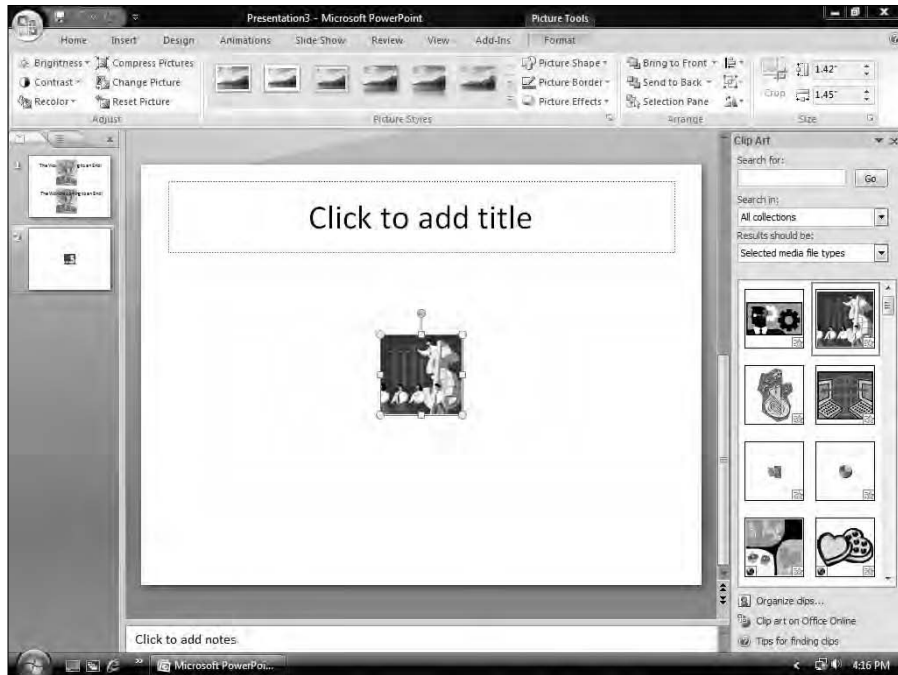 Presentation3 - Microsoft PowerPoint
Picture Tools
Home Insert Design Animations Slide Show Review View Add-Ins Format
Brightness Compress Pictures
Contrast Change Picture
Recolor Reset Picture
Adjust
Picture Styles
Picture Shape
Picture Border
Picture Effects
Bring to Front
Send to Back
Selection Pane
Arrange
Crop
1.42"
1.45"
Size
Clip Art
Search for:
Go
Search in:
All collections
Results should be:
Selected media file types
1
2
Click to add title
Organize clips...
Clip art on Office Online
Tips for finding clips
Click to add notes
Microsoft PowerPoi...
4:16 PM